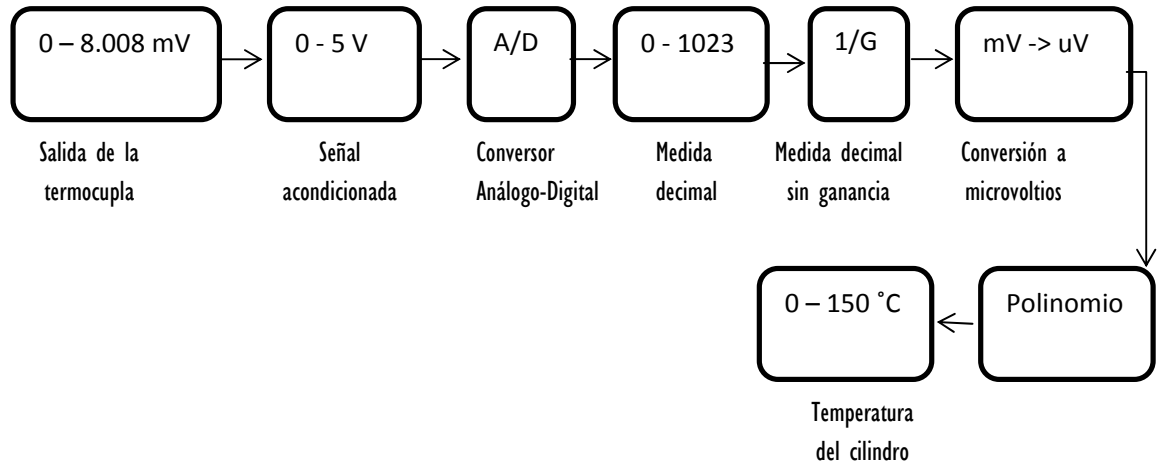 0 – 8.008 mV
0 - 5 V
A/D
0 - 1023
1/G
mV -> uV
Salida de la
termocupla
Señal
acondicionada
Conversor
Análogo-Digital
Medida
decimal
Medida decimal
sin ganancia
Conversión a
microvoltios
0 – 150 ˚C
Polinomio
Temperatura
del cilindro